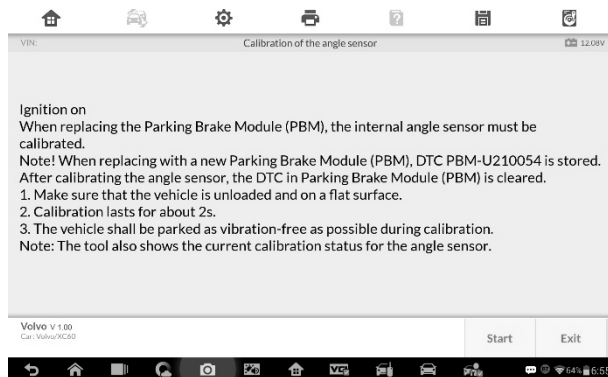 VIN:
Calibration of the angle sensor
12.08V
Ignition on
When replacing the Parking Brake Module (PBM), the internal angle sensor must be
calibrated.
Note! When replacing with a new Parking Brake Module (PBM), DTC PBM-U210054 is stored.
After calibrating the angle sensor, the DTC in Parking Brake Module (PBM) is cleared.
1. Make sure that the vehicle is unloaded and on a flat surface.
2. Calibration lasts for about 2s.
3. The vehicle shall be parked as vibration-free as possible during calibration.
Note: The tool also shows the current calibration status for the angle sensor.
Volvo V 1.00
Car: Volvo/XC60
Start
Exit
VCI
64% 6:55